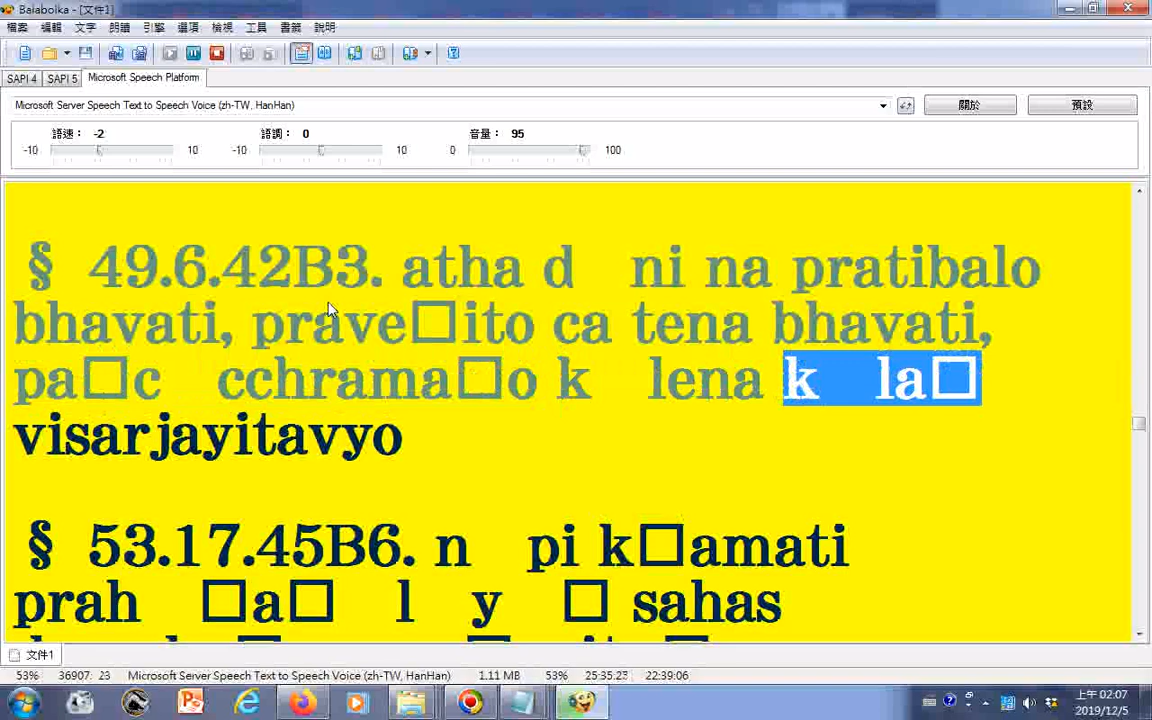 Balabolka - [文件1]
檔案 編輯 文字 朗讀 引擎 選項 檢視 工具 書籤 說明
SAPI 4 SAPI 5 Microsoft Speech Platform
Microsoft Server Speech Text to Speech Voice (zh-TW, HanHan) 關於 預設
語速： -2 語調： 0 音量： 95
-10 10 -10 10 0 100
§ 49.6.42B3. atha d ni na pratibalo
bhavati, prave□ito ca tena bhavati,
pa□c cchrama□o k lena k la□
visarjayitavyo
§ 53.17.45B6. n pi k□amati
prah □a□ l y □ sahas
文件1
53% 36907: 23 Microsoft Server Speech Text to Speech Voice (zh-TW, HanHan) 1.11 MB 53% 25:35:23 22:39:06
上午 02:07
2019/12/5